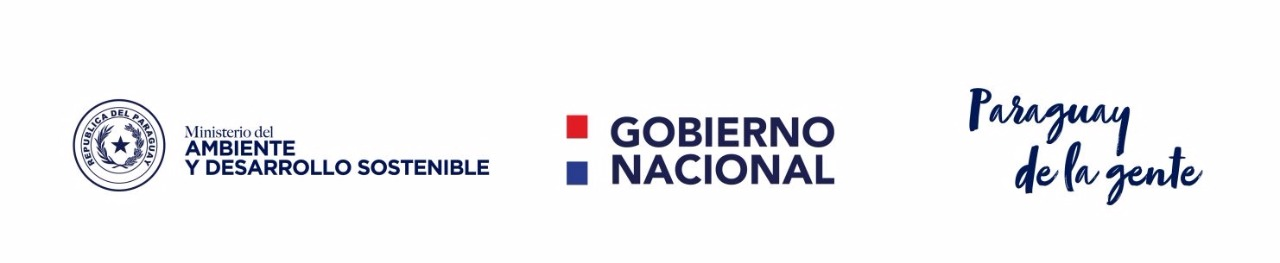 REPUBLICA DEL PARAGUAY
Ministerio del
AMBIENTE
Y DESARROLLO SOSTENIBLE
GOBIERNO
NACIONAL
Paraguay
de la gente